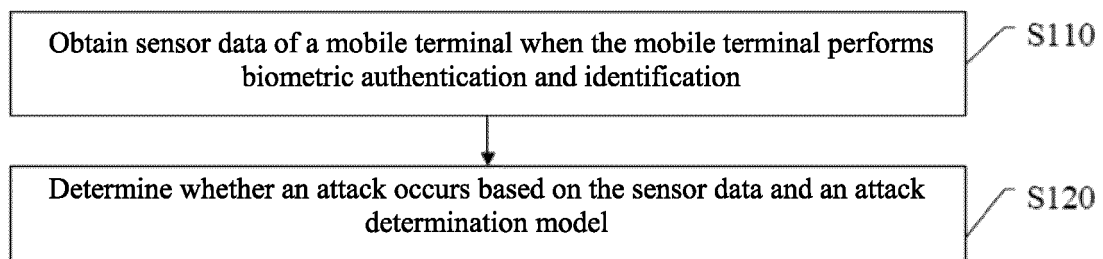 Obtain sensor data of a mobile terminal when the mobile terminal performs
biometric authentication and identification
S110
Determine whether an attack occurs based on the sensor data and an attack
determination model
S120